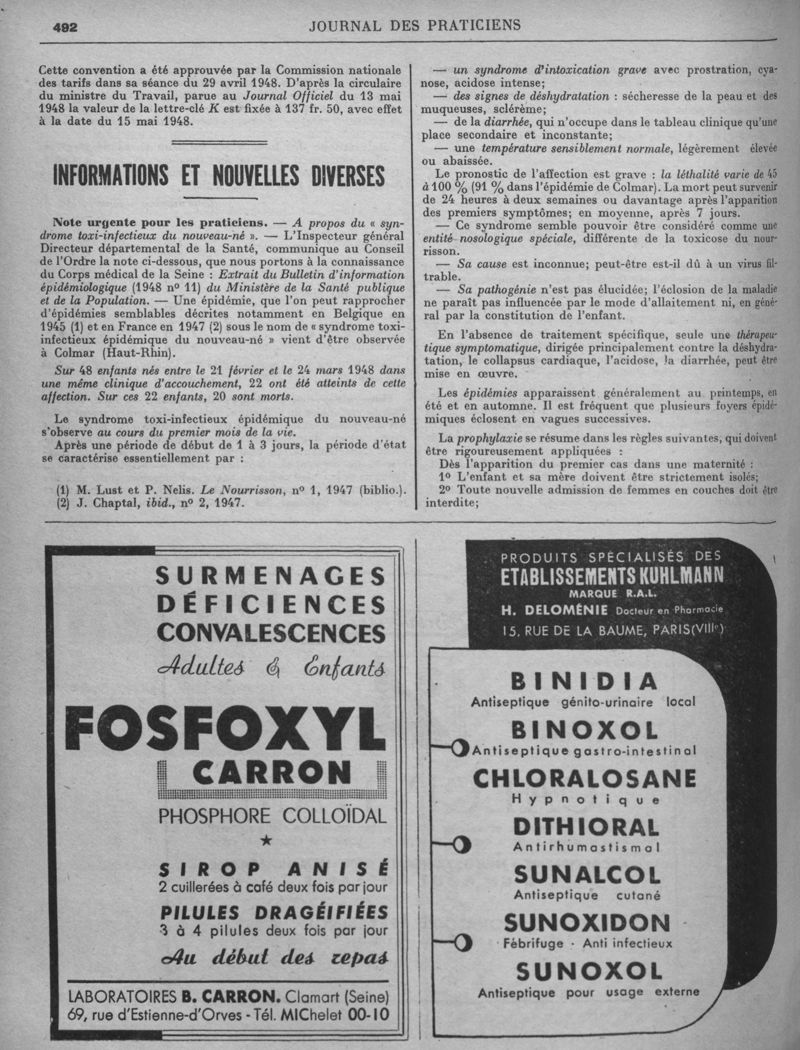 492
JOURNAL DES PRATICIENS
Cette convention a été approuvée par la Commission nationale
des tarifs dans sa séance du 29 avril 1948. D'après la circulaire
du ministre du Travail, parue au Journal Officiel du 13 mai
1948 la valeur de la lettre-clé K est fixée à 137 fr. 50, avec effet
à la date du 15 mai 1948.
INFORMATIONS ET NOUVELLES DIVERSES
Note urgente pour les praticiens. — A propos du « syn-
drome toxi-infectieux du nouveau-né ». — L'Inspecteur général
Directeur départemental de la Santé, communique au Conseil
de l'Ordre la note ci-dessous, que nous portons à la connaissance
du Corps médical de la Seine : Extrait du Bulletin d'information
épidémiologique (1948 nº 11) du Ministère de la Santé publique
et de la Population. — Une épidémie, que l'on peut rapprocher
d'épidémies semblables décrites notamment en Belgique en
1945 (1) et en France en 1947 (2) sous le nom de « syndrome toxi-
infectieux épidémique du nouveau-né » vient d'être observée
à Colmar (Haut-Rhin).
Sur 48 enfants nés entre le 21 février et le 24 mars 1948 dans
une même clinique d'accouchement, 22 ont été atteints de cette
affection. Sur ces 22 enfants, 20 sont morts.
Le syndrome toxi-infectieux épidémique du nouveau-né
s'observe au cours du premier mois de la vie.
Après une période de début de 1 à 3 jours, la période d'état
se caractérise essentiellement par :
(1) M. Lust et P. Nelis. Le Nourrisson, nº 1, 1947 (biblio.).
(2) J. Chaptal, ibid., nº 2, 1947.
— un syndrome d'intoxication grave avec prostration, cya-
nose, acidose intense;
— des signes de déshydratation : sécheresse de la peau et des
muqueuses, sclérème;
— de la diarrhée, qui n'occupe dans le tableau clinique qu'une
place secondaire et inconstante;
— une température sensiblement normale, légèrement élevée
ou abaissée.
Le pronostic de l'affection est grave : la léthalité varie de 45
à 100 % (91 % dans l'épidémie de Colmar). La mort peut survenir
de 24 heures à deux semaines ou davantage après l'apparition
des premiers symptômes; en moyenne, après 7 jours.
— Ce syndrome semble pouvoir être considéré comme une
entité nosologique spéciale, différente de la toxicose du nour-
risson.
— Sa cause est inconnue; peut-être est-il dû à un virus fil-
trable.
— Sa pathogénie n'est pas élucidée; l'éclosion de la maladie
ne paraît pas influencée par le mode d'allaitement ni, en géné-
ral par la constitution de l'enfant.
En l'absence de traitement spécifique, seule une thérapeu-
tique symptomatique, dirigée principalement contre la déshydra-
tation, le collapsus cardiaque, l'acidose, la diarrhée, peut être
mise en œuvre.
Les épidémies apparaissent généralement au printemps, en
été et en automne. Il est fréquent que plusieurs foyers épidé-
miques éclosent en vagues successives.
La prophylaxie se résume dans les règles suivantes, qui doivent
être rigoureusement appliquées :
Dès l'apparition du premier cas dans une maternité :
1º L'enfant et sa mère doivent être strictement isolés;
2º Toute nouvelle admission de femmes en couches doit être
interdite;
SURMENAGES
DÉFICIENCES
CONVALESCENCES
Adultes & Enfants
FOSFOXYL
CARRON
PHOSPHORE COLLOÏDAL
★
SIROP ANISÉ
2 cuillerées à café deux fois par jour
PILULES DRAGÉIFIÉES
3 à 4 pilules deux fois par jour
Au début des repas
LABORATOIRES B. CARRON. Clamart (Seine)
69, rue d'Estienne-d'Orves - Tél. MIChelet 00-10
PRODUITS SPÉCIALISÉS DES
ETABLISSEMENTS KUHLMANN
MARQUE R.A.L.
H. DELOMÉNIE Docteur en Pharmacie
15, RUE DE LA BAUME, PARIS (VIIIe)
BINIDIA
Antiseptique génito-urinaire local
BINOXOL
Antiseptique gastro-intestinal
CHLORALOSANE
Hypnotique
DITHIORAL
Antirhumastismal
SUNALCOL
Antiseptique cutané
SUNOXIDON
Fébrifuge - Anti infectieux
SUNOXOL
Antiseptique pour usage externe